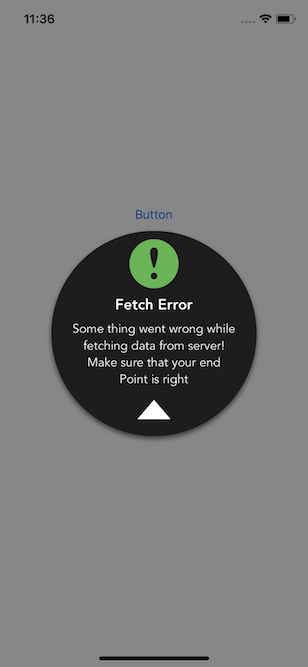 11:36
Button
!
Fetch Error
Some thing went wrong while
fetching data from server!
Make sure that your end
Point is right